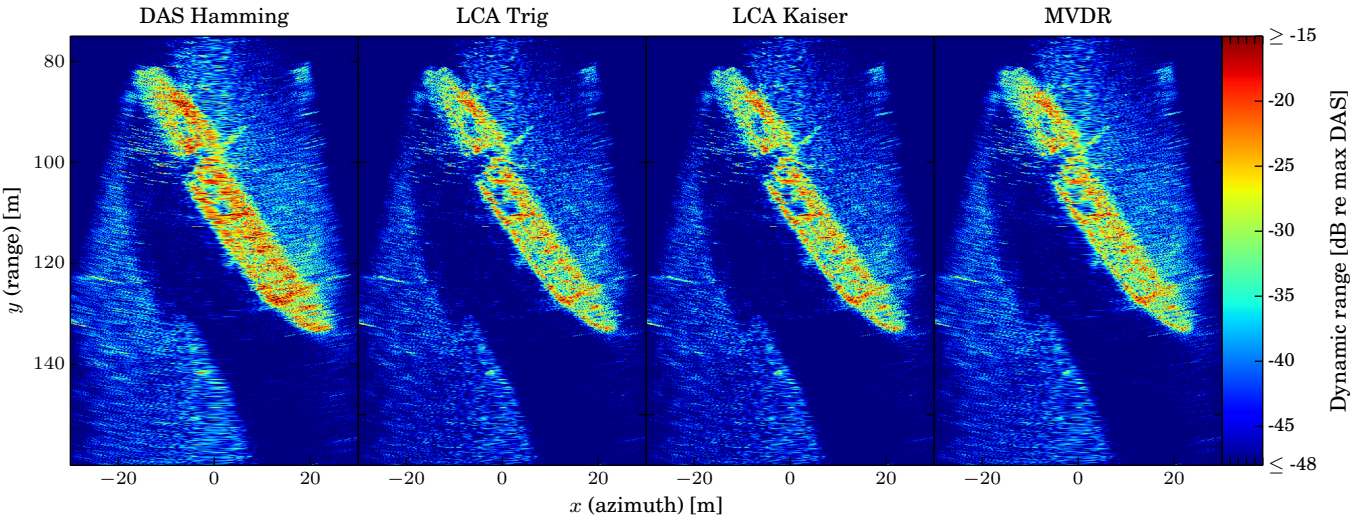 DAS Hamming
LCA Trig
LCA Kaiser
MVDR
80
100
120
140
y (range) [m]
−20 0 20
−20 0 20
−20 0 20
−20 0 20
x (azimuth) [m]
≥ -15
-20
-25
-30
-35
-40
-45
≤ -48
Dynamic range [dB re max DAS]